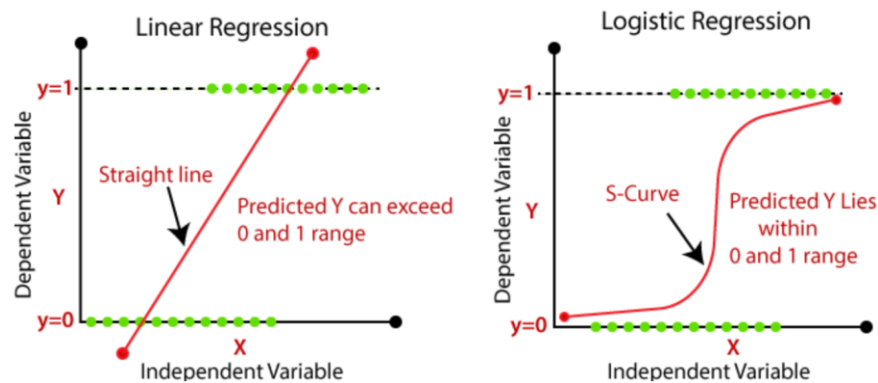 Linear Regression
y=1
Dependent Variable
Y
Straight line
Predicted Y can exceed
0 and 1 range
y=0
X
Independent Variable
Logistic Regression
y=1
Dependent Variable
Y
S-Curve
Predicted Y Lies
within
0 and 1 range
y=0
X
Independent Variable